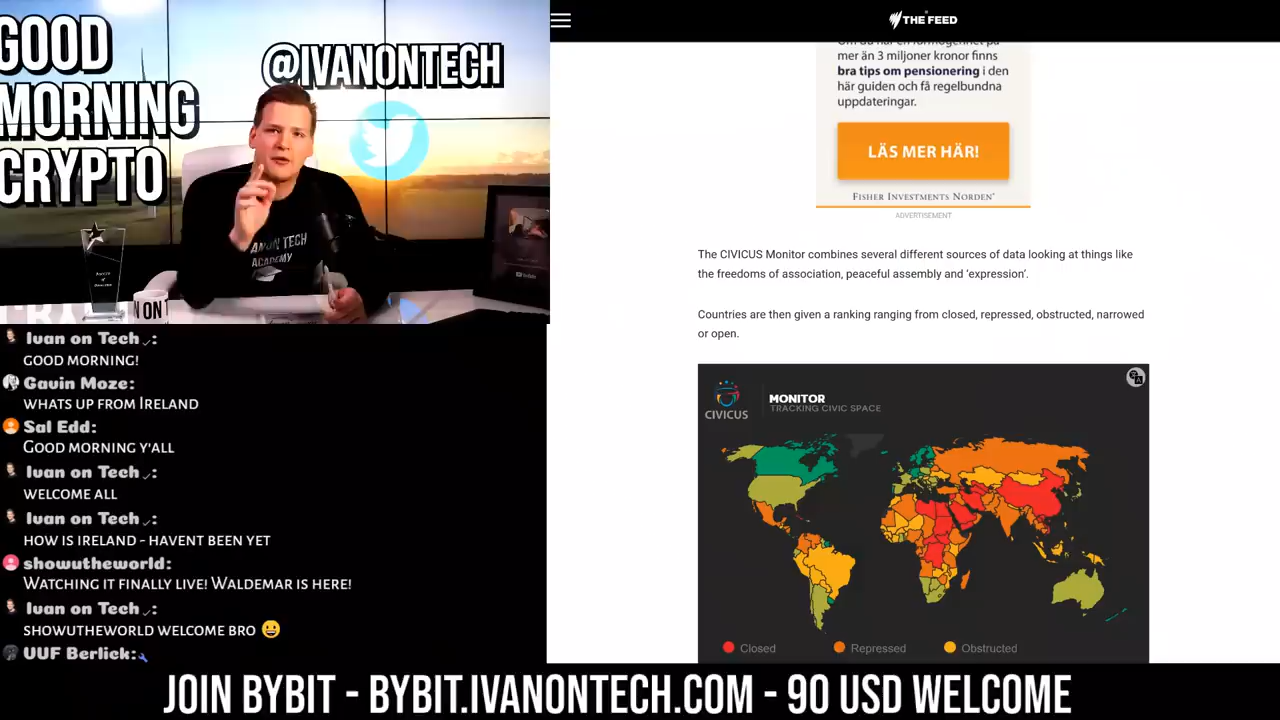 GOOD
MORNING
CRYPTO
@IVANONTECH
IVAN ON TECH
ACADEMY
N ON
YouTube
Ivan on Tech✓:
GOOD MORNING!
Gavin Moze:
WHATS UP FROM IRELAND
Sal Edd:
GOOD MORNING Y'ALL
Ivan on Tech✓:
WELCOME ALL
Ivan on Tech✓:
HOW IS IRELAND - HAVENT BEEN YET
showutheworld:
WATCHING IT FINALLY LIVE! WALDEMAR IS HERE!
Ivan on Tech✓:
SHOWUTHEWORLD WELCOME BRO 😀
UUF Berlick:
THE FEED
mer än 3 miljoner kronor finns
bra tips om pensionering i den
här guiden och få regelbundna
uppdateringar.
LÄS MER HÄR!
FISHER INVESTMENTS NORDEN®
ADVERTISEMENT
The CIVICUS Monitor combines several different sources of data looking at things like
the freedoms of association, peaceful assembly and ‘expression’.
Countries are then given a ranking ranging from closed, repressed, obstructed, narrowed
or open.
CIVICUS
MONITOR
TRACKING CIVIC SPACE
Closed
Repressed
Obstructed
JOIN BYBIT - BYBIT.IVANONTECH.COM - 90 USD WELCOME